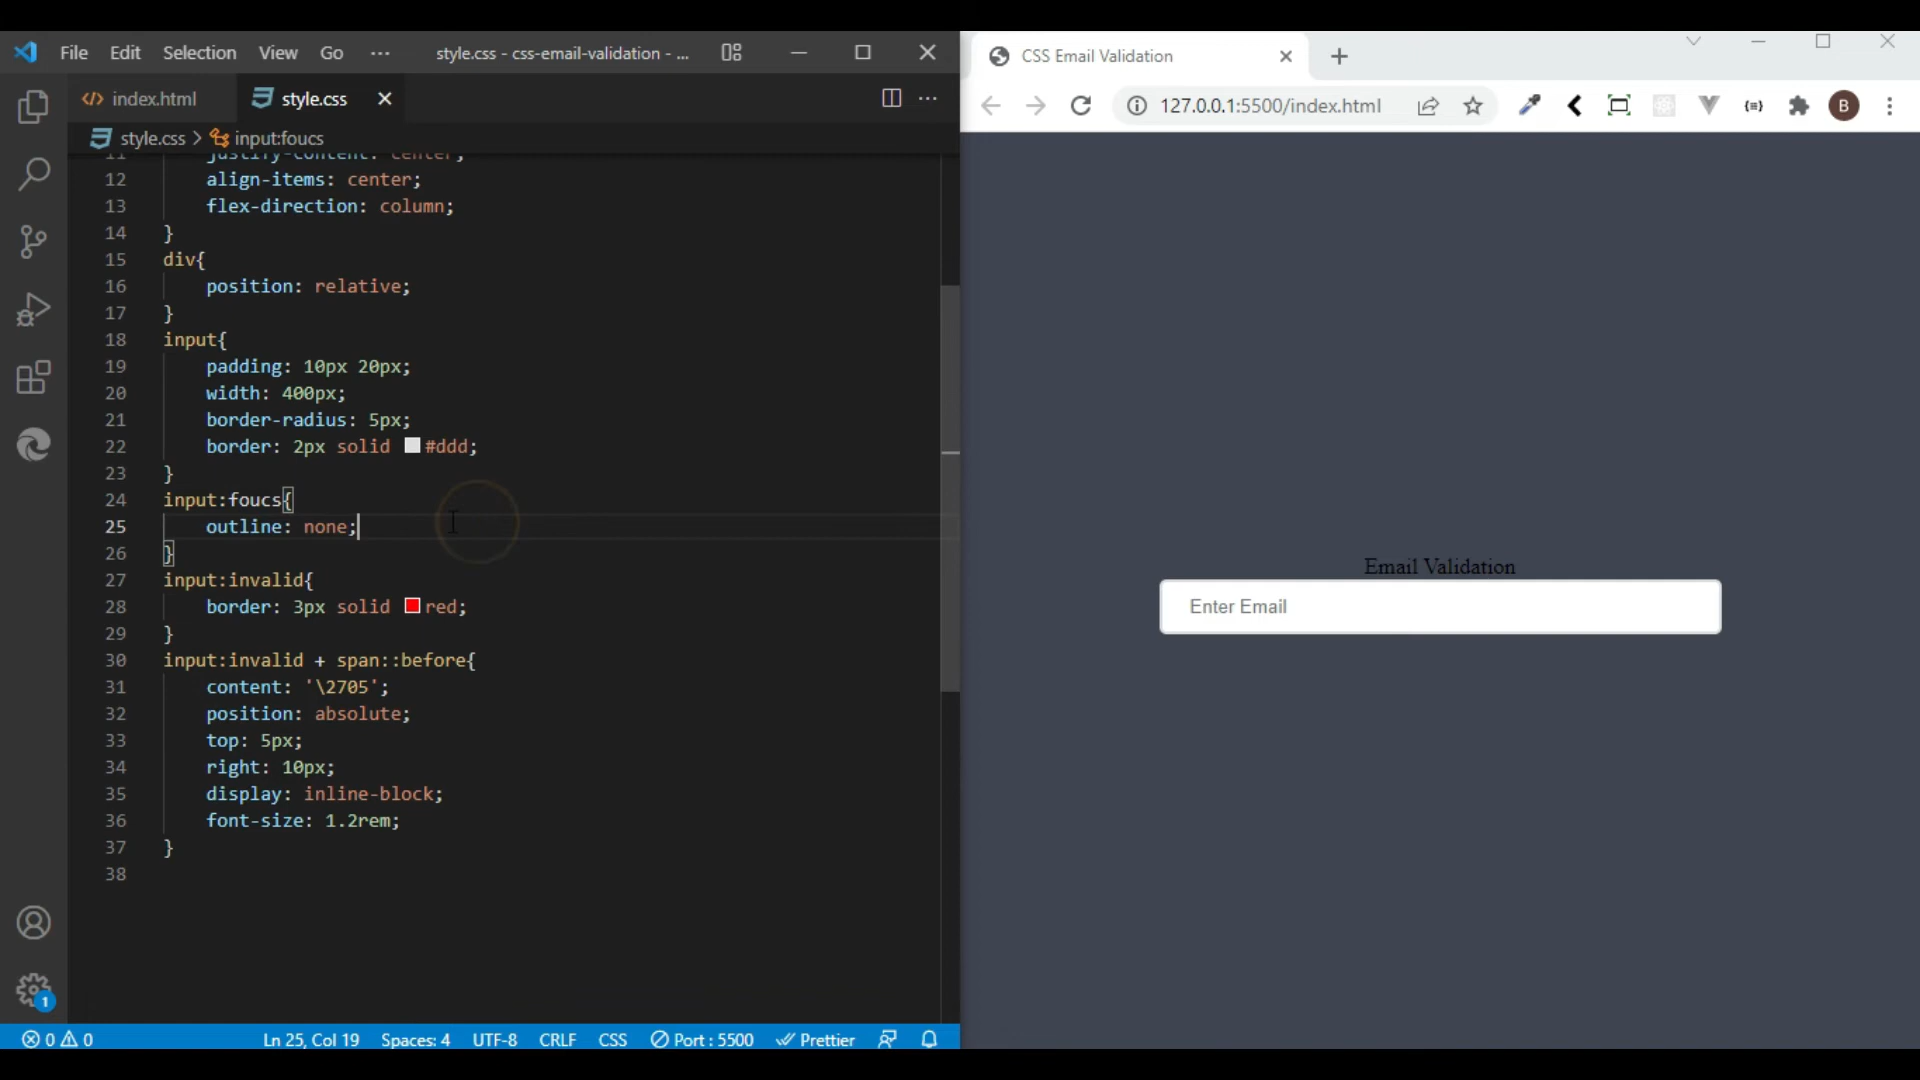 File Edit Selection View Go ··· style.css - css-email-validation - ...
index.html style.css
style.css > input:foucs
11 justify-content: center;
12 align-items: center;
13 flex-direction: column;
14 }
15 div{
16 position: relative;
17 }
18 input{
19 padding: 10px 20px;
20 width: 400px;
21 border-radius: 5px;
22 border: 2px solid #ddd;
23 }
24 input:foucs{
25 outline: none;
26 }
27 input:invalid{
28 border: 3px solid red;
29 }
30 input:invalid + span::before{
31 content: '\2705';
32 position: absolute;
33 top: 5px;
34 right: 10px;
35 display: inline-block;
36 font-size: 1.2rem;
37 }
38
1
0 0 Ln 25, Col 19 Spaces: 4 UTF-8 CRLF CSS Port : 5500 Prettier
CSS Email Validation
127.0.0.1:5500/index.html B
Email Validation
Enter Email